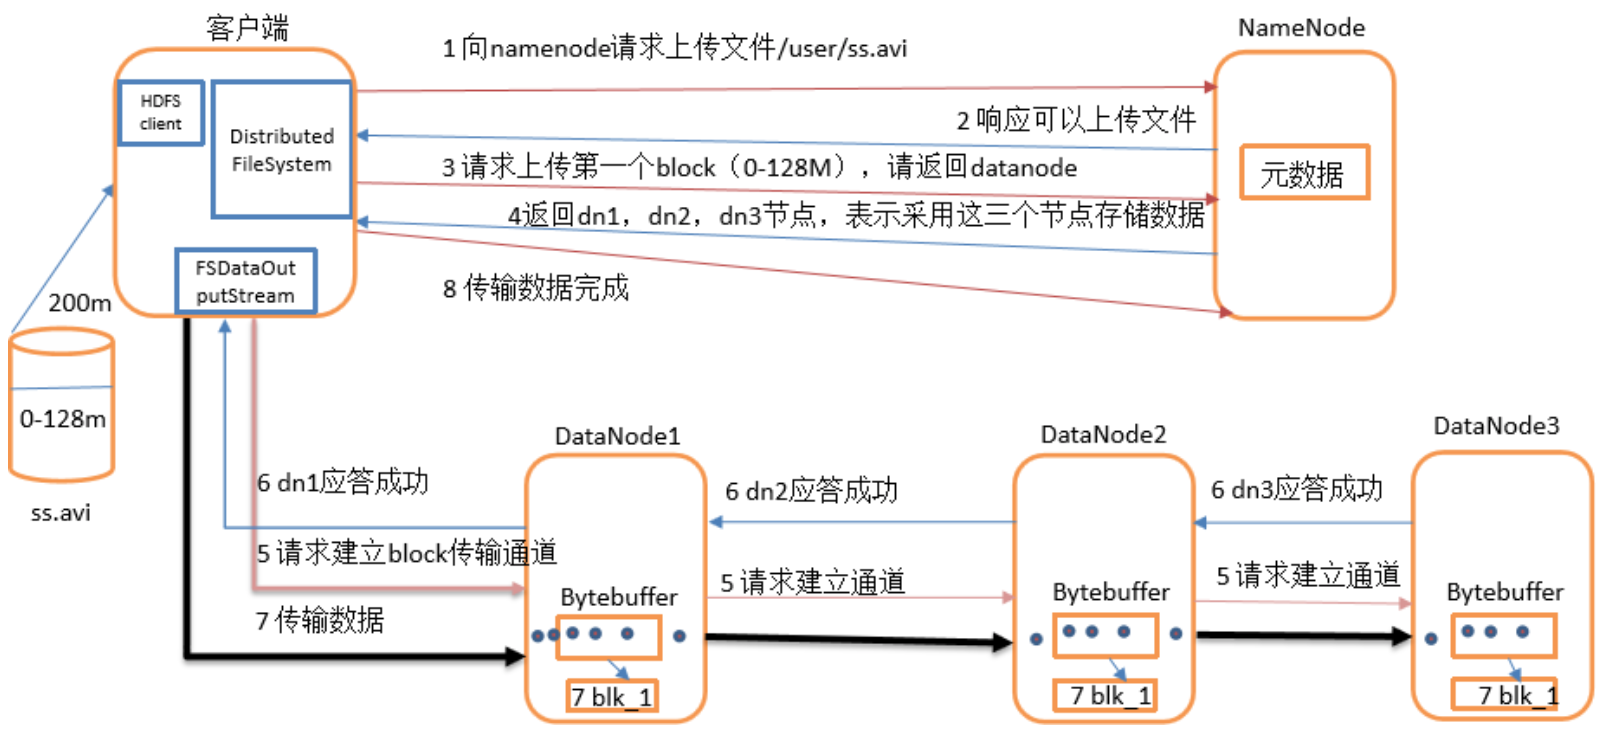 客户端
NameNode
1 向namenode请求上传文件/user/ss.avi
HDFS
client
Distributed
FileSystem
2 响应可以上传文件
3 请求上传第一个block（0-128M），请返回datanode
元数据
4返回dn1，dn2，dn3节点，表示采用这三个节点存储数据
FSDataOut
putStream
8 传输数据完成
200m
0-128m
ss.avi
DataNode1
DataNode2
DataNode3
6 dn1应答成功
6 dn2应答成功
6 dn3应答成功
5 请求建立block传输通道
5 请求建立通道
5 请求建立通道
7 传输数据
Bytebuffer
Bytebuffer
Bytebuffer
7 blk_1
7 blk_1
7 blk_1